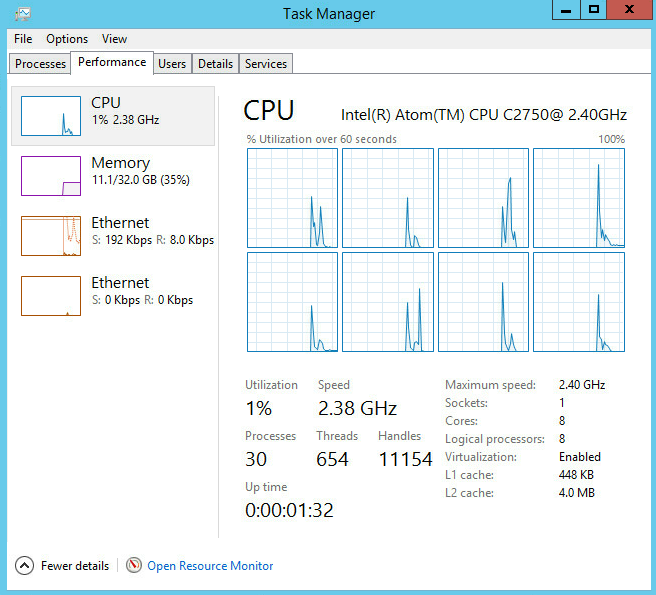 Task Manager
File Options View
Processes Performance Users Details Services
CPU
1% 2.38 GHz
Memory
11.1/32.0 GB (35%)
Ethernet
S: 192 Kbps R: 8.0 Kbps
Ethernet
S: 0 Kbps R: 0 Kbps
CPU Intel(R) Atom(TM) CPU C2750@ 2.40GHz
% Utilization over 60 seconds 100%
Utilization Speed
1% 2.38 GHz
Processes Threads Handles
30 654 11154
Up time
0:00:01:32
Maximum speed: 2.40 GHz
Sockets: 1
Cores: 8
Logical processors: 8
Virtualization: Enabled
L1 cache: 448 KB
L2 cache: 4.0 MB
Fewer details Open Resource Monitor